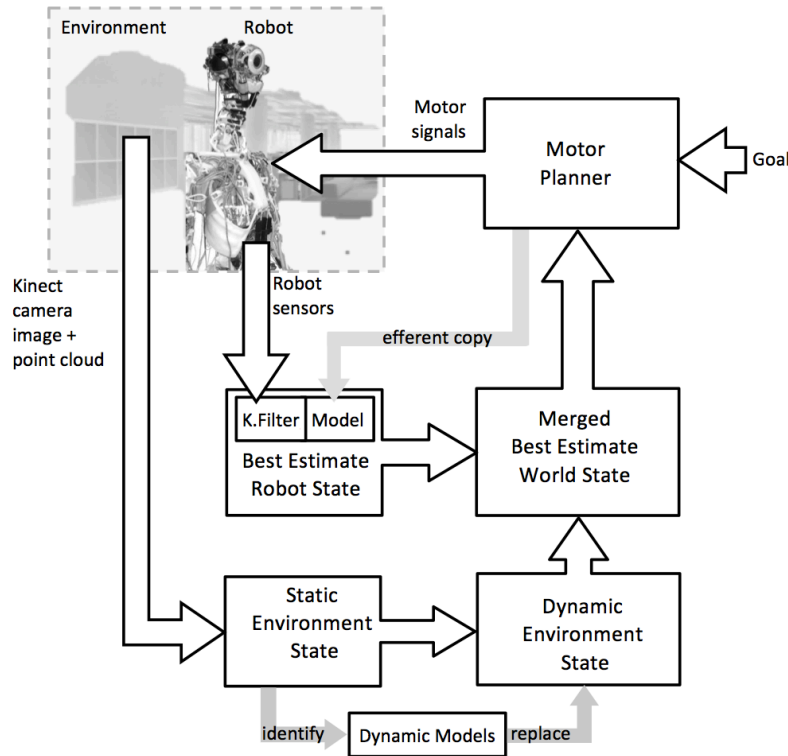 Environment
Robot
Motor
signals
Motor
Planner
Goal
Kinect
camera
image +
point cloud
Robot
sensors
efferent copy
K.Filter
Model
Best Estimate
Robot State
Merged
Best Estimate
World State
Static
Environment
State
Dynamic
Environment
State
identify
Dynamic Models
replace